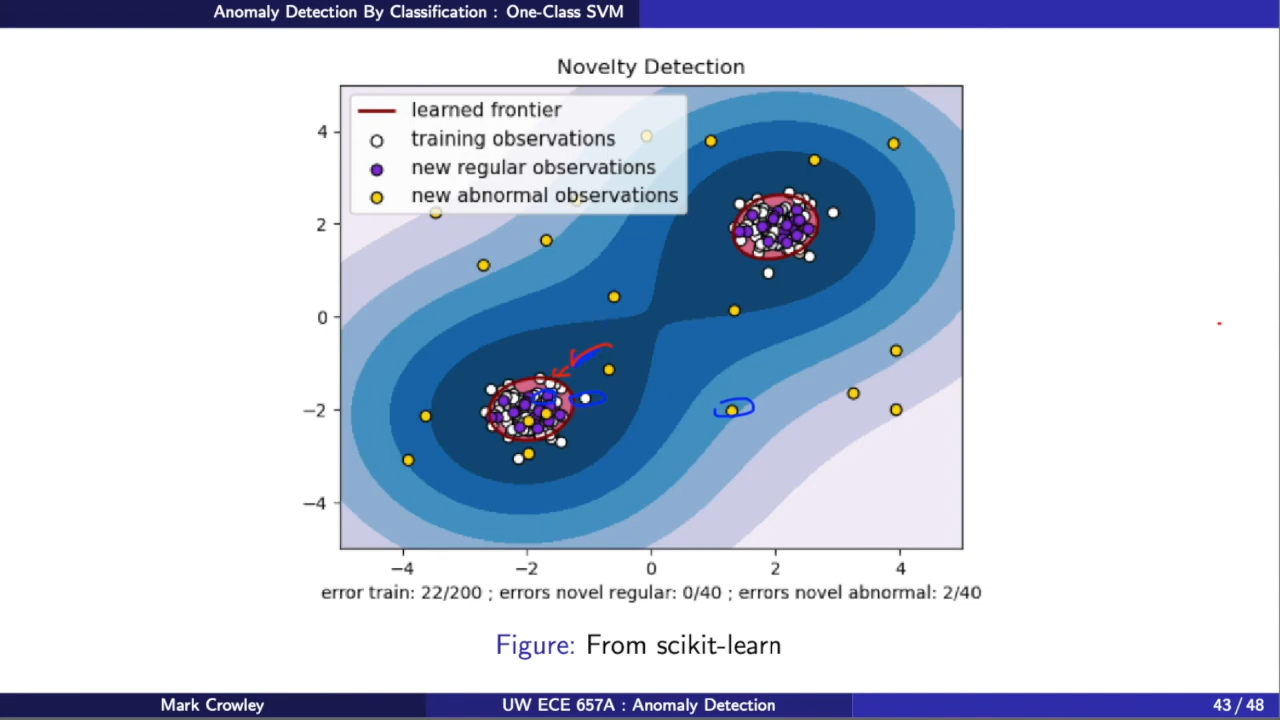 Anomaly Detection By Classification : One-Class SVM
Novelty Detection
learned frontier
training observations
new regular observations
new abnormal observations
4
2
0
−2
−4
−4 −2 0 2 4
error train: 22/200 ; errors novel regular: 0/40 ; errors novel abnormal: 2/40
Figure: From scikit-learn
Mark Crowley UW ECE 657A : Anomaly Detection 43 / 48